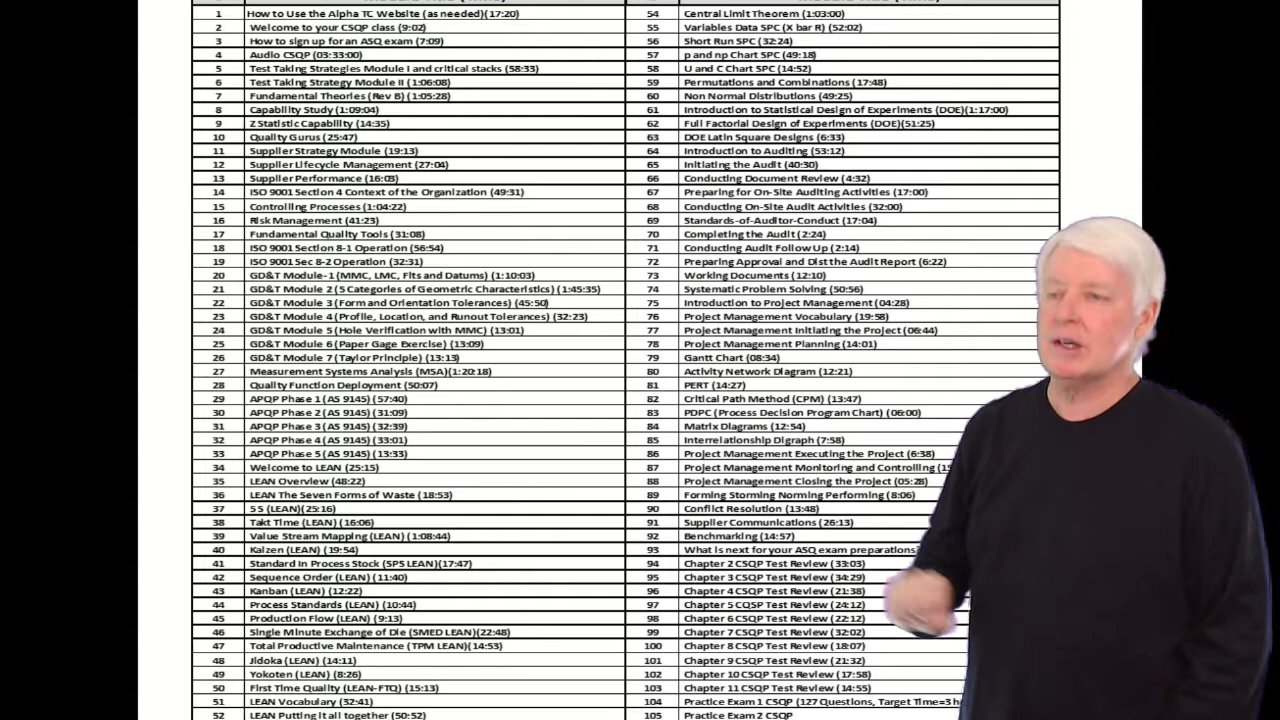 1 How to Use the Alpha TC Website (as needed)(17:20)
2 Welcome to your CSQP class (9:02)
3 How to sign up for an ASQ exam (7:09)
4 Audio CSQP (03:33:00)
5 Test Taking Strategies Module I and critical stacks (58:33)
6 Test Taking Strategy Module II (1:06:08)
7 Fundamental Theories (Rev B) (1:05:28)
8 Capability Study (1:09:04)
9 Z Statistic Capability (14:35)
10 Quality Gurus (25:47)
11 Supplier Strategy Module (19:13)
12 Supplier Lifecycle Management (27:04)
13 Supplier Performance (16:03)
14 ISO 9001 Section 4 Context of the Organization (49:31)
15 Controlling Processes (1:04:22)
16 Risk Management (41:23)
17 Fundamental Quality Tools (31:08)
18 ISO 9001 Section 8-1 Operation (56:54)
19 ISO 9001 Sec 8-2 Operation (32:31)
20 GD&T Module-1 (MMC, LMC, Fits and Datums) (1:10:03)
21 GD&T Module 2 (5 Categories of Geometric Characteristics) (1:45:35)
22 GD&T Module 3 (Form and Orientation Tolerances) (45:50)
23 GD&T Module 4 (Profile, Location, and Runout Tolerances) (32:23)
24 GD&T Module 5 (Hole Verification with MMC) (13:01)
25 GD&T Module 6 (Paper Gage Exercise) (13:09)
26 GD&T Module 7 (Taylor Principle) (13:13)
27 Measurement Systems Analysis (MSA)(1:20:18)
28 Quality Function Deployment (50:07)
29 APQP Phase 1 (AS 9145) (57:40)
30 APQP Phase 2 (AS 9145) (31:09)
31 APQP Phase 3 (AS 9145) (32:39)
32 APQP Phase 4 (AS 9145) (33:01)
33 APQP Phase 5 (AS 9145) (13:33)
34 Welcome to LEAN (25:15)
35 LEAN Overview (48:22)
36 LEAN The Seven Forms of Waste (18:53)
37 5 S (LEAN)(25:16)
38 Takt Time (LEAN) (16:06)
39 Value Stream Mapping (LEAN) (1:08:44)
40 Kaizen (LEAN) (19:54)
41 Standard In Process Stock (SPS LEAN)(17:47)
42 Sequence Order (LEAN) (11:40)
43 Kanban (LEAN) (12:22)
44 Process Standards (LEAN) (10:44)
45 Production Flow (LEAN) (9:13)
46 Single Minute Exchange of Die (SMED LEAN)(22:48)
47 Total Productive Maintenance (TPM LEAN)(14:53)
48 Jidoka (LEAN) (14:11)
49 Yokoten (LEAN) (8:26)
50 First Time Quality (LEAN-FTQ) (15:13)
51 LEAN Vocabulary (32:41)
52 LEAN Putting it all together (50:52)
54 Central Limit Theorem (1:03:00)
55 Variables Data SPC (X bar R) (52:02)
56 Short Run SPC (32:24)
57 p and np Chart SPC (49:18)
58 U and C Chart SPC (14:52)
59 Permutations and Combinations (17:48)
60 Non Normal Distributions (49:25)
61 Introduction to Statistical Design of Experiments (DOE)(1:17:00)
62 Full Factorial Design of Experiments (DOE)(51:25)
63 DOE Latin Square Designs (6:33)
64 Introduction to Auditing (53:12)
65 Initiating the Audit (40:30)
66 Conducting Document Review (4:32)
67 Preparing for On-Site Auditing Activities (17:00)
68 Conducting On-Site Audit Activities (32:00)
69 Standards-of-Auditor-Conduct (17:04)
70 Completing the Audit (2:24)
71 Conducting Audit Follow Up (2:14)
72 Preparing Approval and Dist the Audit Report (6:22)
73 Working Documents (12:10)
74 Systematic Problem Solving (50:56)
75 Introduction to Project Management (04:28)
76 Project Management Vocabulary (19:58)
77 Project Management Initiating the Project (06:44)
78 Project Management Planning (14:01)
79 Gantt Chart (08:34)
80 Activity Network Diagram (12:21)
81 PERT (14:27)
82 Critical Path Method (CPM) (13:47)
83 PDPC (Process Decision Program Chart) (06:00)
84 Matrix Diagrams (12:54)
85 Interrelationship Digraph (7:58)
86 Project Management Executing the Project (6:38)
87 Project Management Monitoring and Controlling
88 Project Management Closing the Project (05:28)
89 Forming Storming Norming Performing (8:06)
90 Conflict Resolution (13:48)
91 Supplier Communications (26:13)
92 Benchmarking (14:57)
93 What is next for your ASQ exam preparations
94 Chapter 2 CSQP Test Review (33:03)
95 Chapter 3 CSQP Test Review (34:29)
96 Chapter 4 CSQP Test Review (21:38)
97 Chapter 5 CQSP Test Review (24:12)
98 Chapter 6 CSQP Test Review (22:12)
99 Chapter 7 CSQP Test Review (32:02)
100 Chapter 8 CSQP Test Review (18:07)
101 Chapter 9 CSQP Test Review (21:32)
102 Chapter 10 CSQP Test Review (17:58)
103 Chapter 11 CSQP Test Review (14:55)
104 Practice Exam 1 CSQP (127 Questions, Target Time=3
105 Practice Exam 2 CSQP